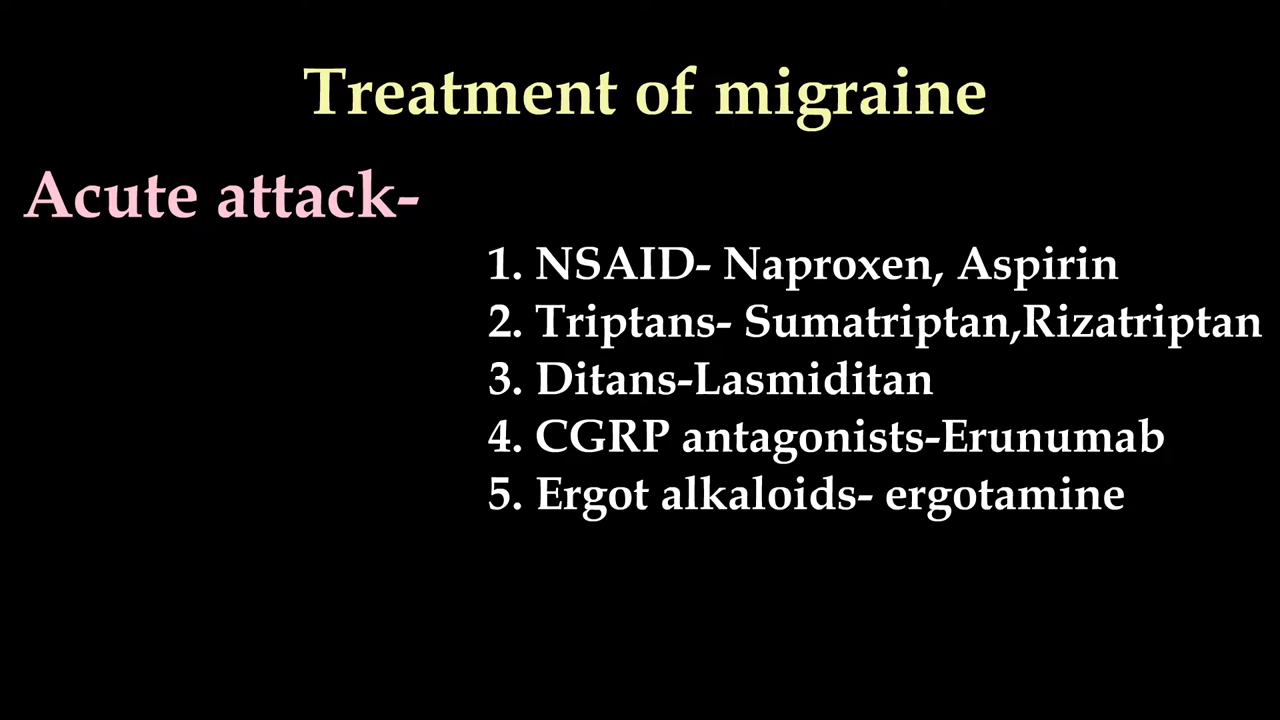 Treatment of migraine
Acute attack-
1. NSAID- Naproxen, Aspirin
2. Triptans- Sumatriptan,Rizatriptan
3. Ditans-Lasmiditan
4. CGRP antagonists-Erunumab
5. Ergot alkaloids- ergotamine